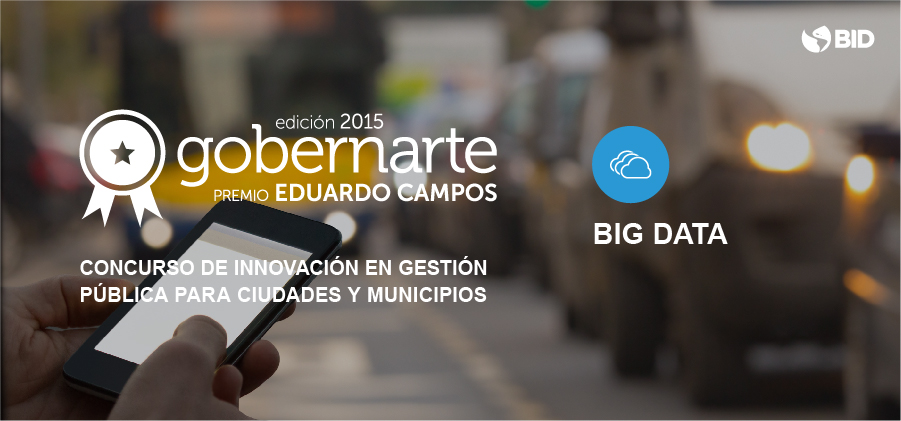 BID
edición 2015
gobernarte
PREMIO EDUARDO CAMPOS
CONCURSO DE INNOVACIÓN EN GESTIÓN
PÚBLICA PARA CIUDADES Y MUNICIPIOS
BIG DATA